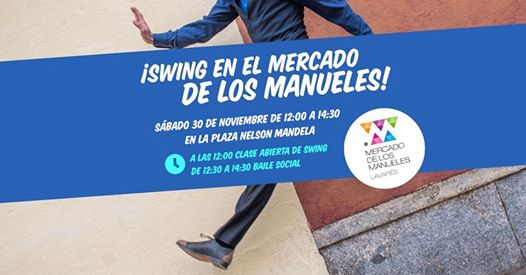 ¡SWING EN EL MERCADO
DE LOS MANUELES!
SÁBADO 30 DE NOVIEMBRE DE 12:00 A 14:30
EN LA PLAZA NELSON MANDELA
A LAS 12:00 CLASE ABIERTA DE SWING
DE 12:30 A 14:30 BAILE SOCIAL
MERCADO
DE LOS
MANUELES
LAVAPIÉS